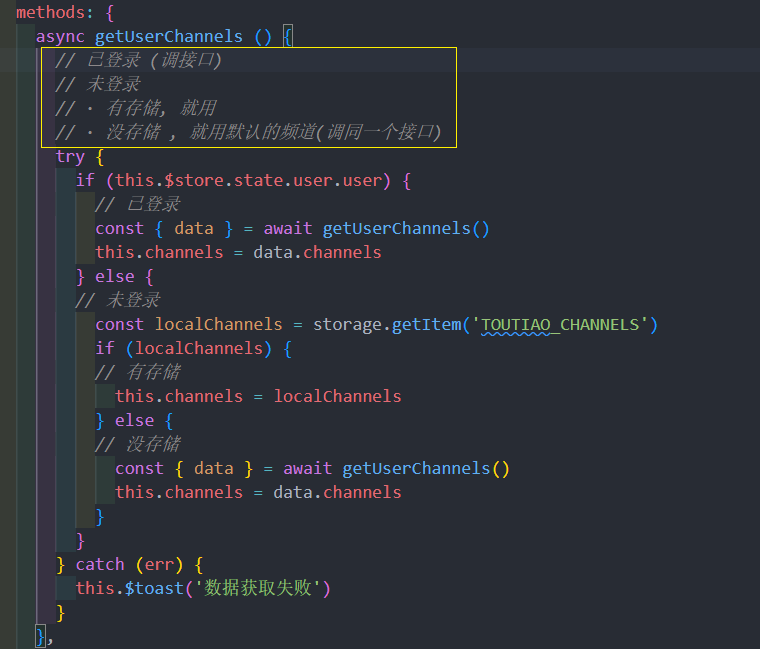 methods: {
async getUserChannels () {
// 已登录 (调接口)
// 未登录
// · 有存储, 就用
// · 没存储 , 就用默认的频道(调同一个接口)
try {
if (this.$store.state.user.user) {
// 已登录
const { data } = await getUserChannels()
this.channels = data.channels
} else {
// 未登录
const localChannels = storage.getItem('TOUTIAO_CHANNELS')
if (localChannels) {
// 有存储
this.channels = localChannels
} else {
// 没存储
const { data } = await getUserChannels()
this.channels = data.channels
}
}
} catch (err) {
this.$toast('数据获取失败')
}
},